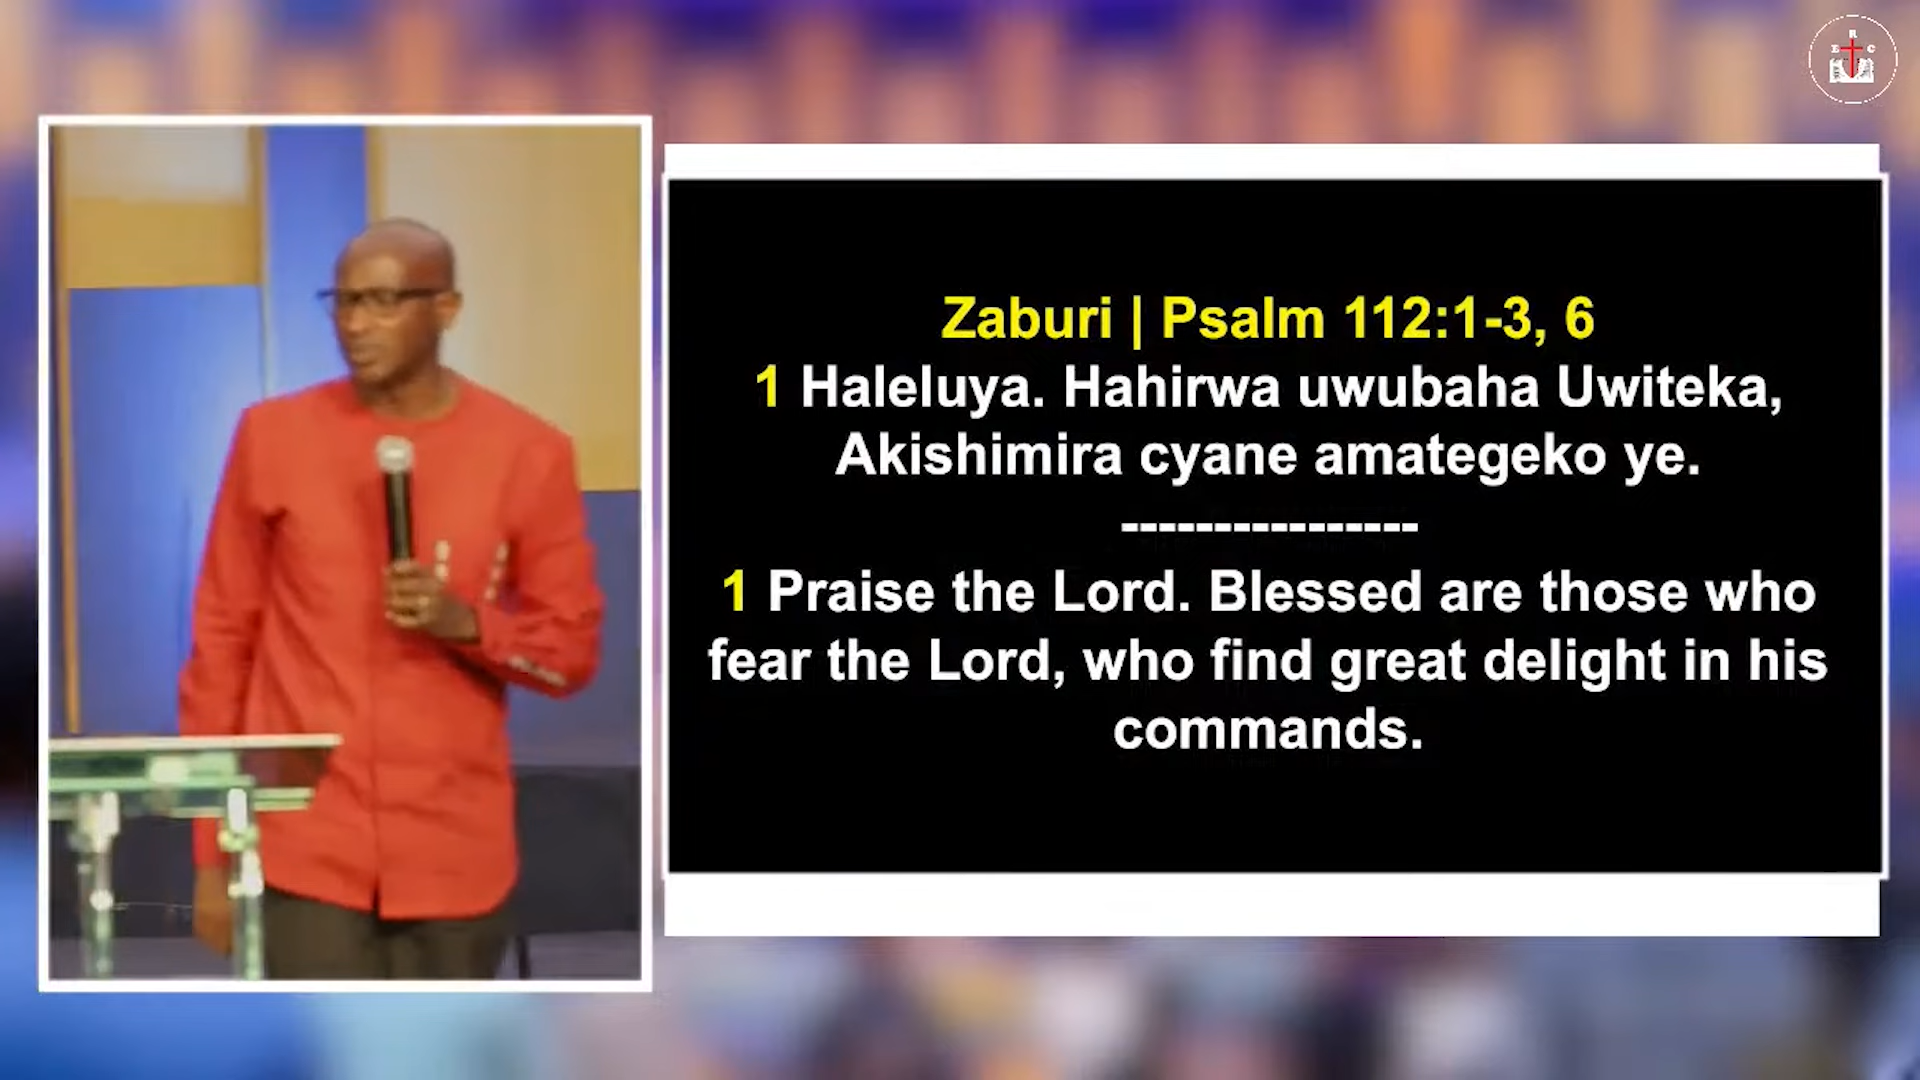 E R C
Zaburi | Psalm 112:1-3, 6
1 Haleluya. Hahirwa uwubaha Uwiteka,
Akishimira cyane amategeko ye.
----------------
1 Praise the Lord. Blessed are those who
fear the Lord, who find great delight in his
commands.